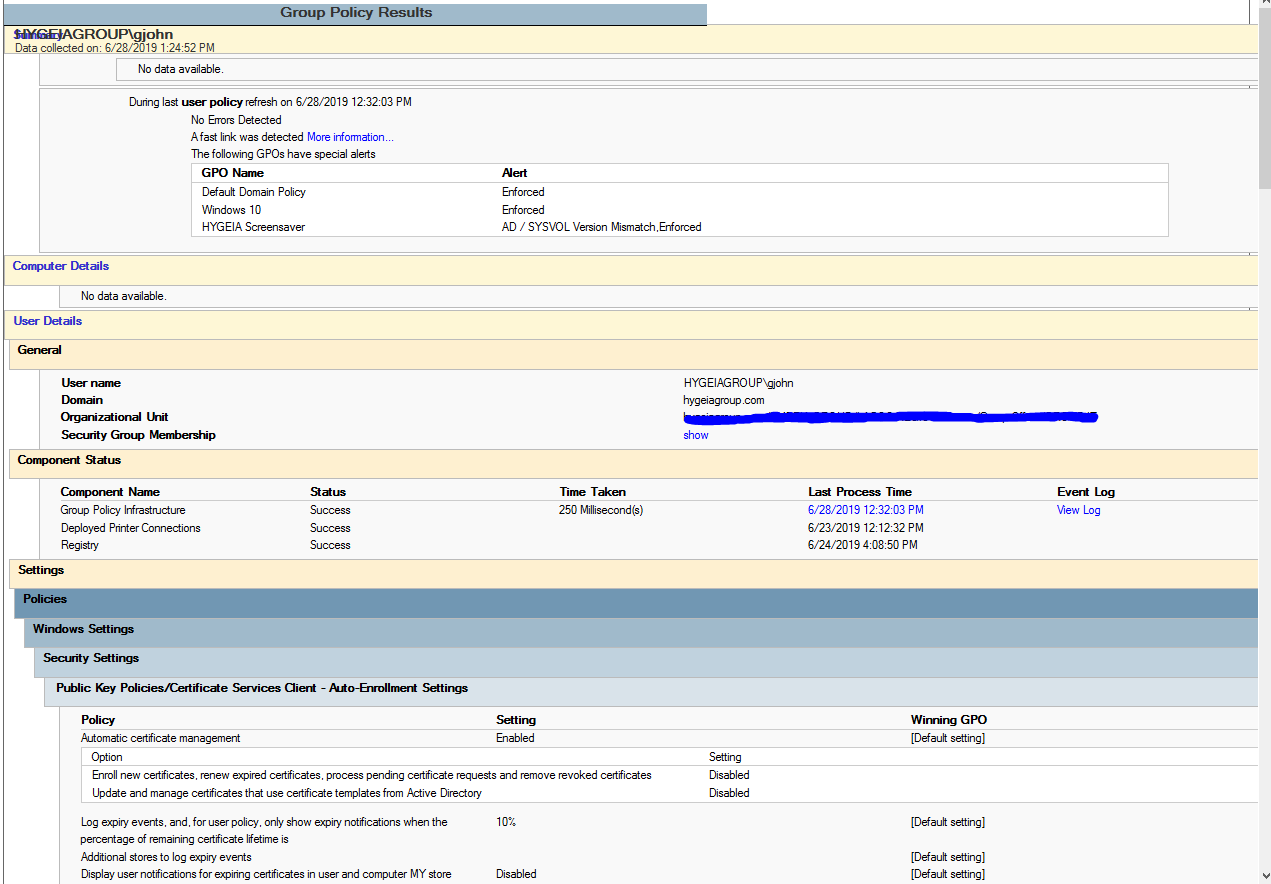 Group Policy Results
HYGEIAGROUP\gjohn
Summary
Data collected on: 6/28/2019 1:24:52 PM
No data available.
During last user policy refresh on 6/28/2019 12:32:03 PM
No Errors Detected
A fast link was detected More information...
The following GPOs have special alerts
GPO Name Alert
Default Domain Policy Enforced
Windows 10 Enforced
HYGEIA Screensaver AD / SYSVOL Version Mismatch,Enforced
Computer Details
No data available.
User Details
General
User name HYGEIAGROUP\gjohn
Domain hygeiagroup.com
Organizational Unit
Security Group Membership show
Component Status
Component Name Status Time Taken Last Process Time Event Log
Group Policy Infrastructure Success 250 Millisecond(s) 6/28/2019 12:32:03 PM View Log
Deployed Printer Connections Success 6/23/2019 12:12:32 PM
Registry Success 6/24/2019 4:08:50 PM
Settings
Policies
Windows Settings
Security Settings
Public Key Policies/Certificate Services Client - Auto-Enrollment Settings
Policy Setting Winning GPO
Automatic certificate management Enabled [Default setting]
Option Setting
Enroll new certificates, renew expired certificates, process pending certificate requests and remove revoked certificates Disabled
Update and manage certificates that use certificate templates from Active Directory Disabled
Log expiry events, and, for user policy, only show expiry notifications when the 10% [Default setting]
percentage of remaining certificate lifetime is
Additional stores to log expiry events [Default setting]
Display user notifications for expiring certificates in user and computer MY store Disabled [Default setting]